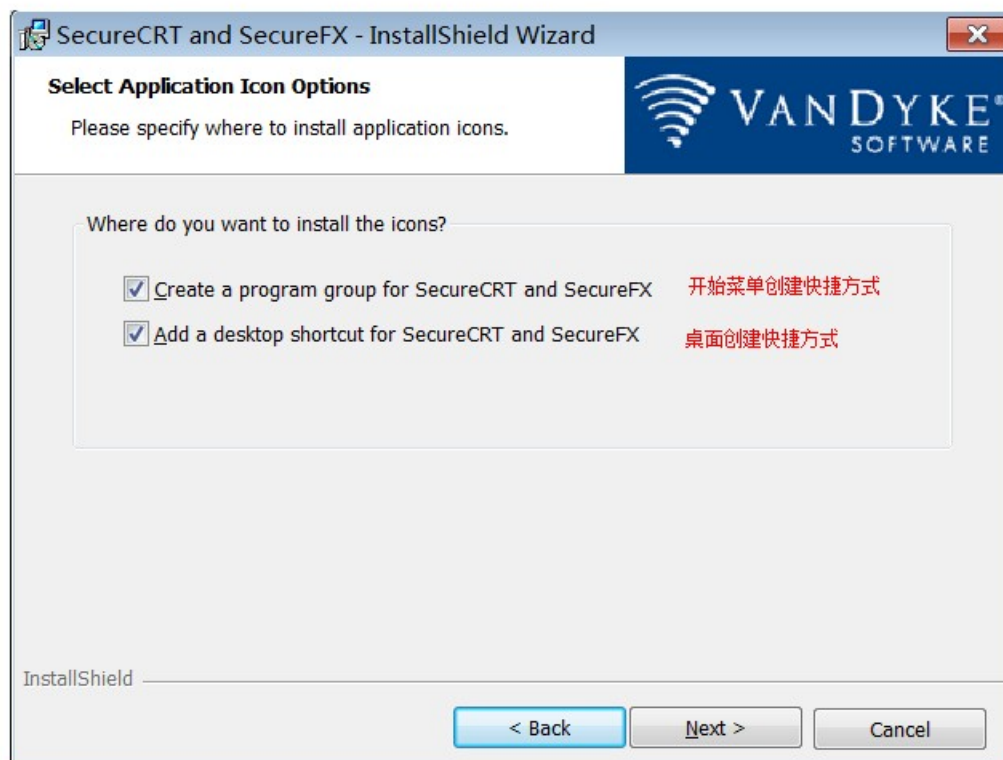 SecureCRT and SecureFX - InstallShield Wizard
Select Application Icon Options
Please specify where to install application icons.
VANDYKE®
SOFTWARE
Where do you want to install the icons?
Create a program group for SecureCRT and SecureFX 开始菜单创建快捷方式
Add a desktop shortcut for SecureCRT and SecureFX 桌面创建快捷方式
InstallShield
< Back Next > Cancel